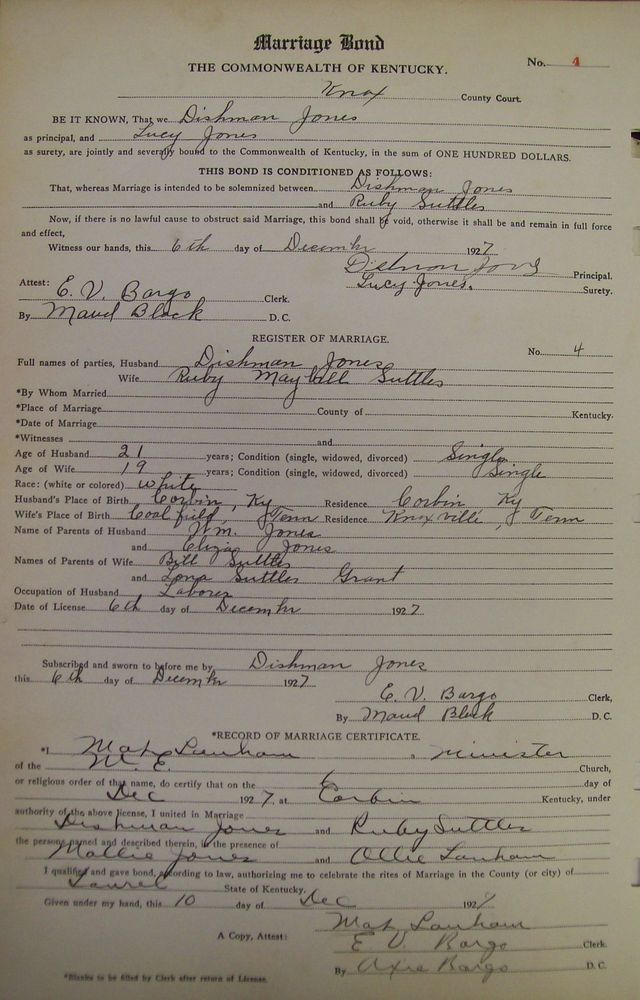 Marriage Bond
No. 4
THE COMMONWEALTH OF KENTUCKY.
Knox County Court.
BE IT KNOWN, That we Dishman Jones
as principal, and Lucy Jones
as surety, are jointly and severally bound to the Commonwealth of Kentucky, in the sum of ONE HUNDRED DOLLARS.
THIS BOND IS CONDITIONED AS FOLLOWS:
That, whereas Marriage is intended to be solemnized between Dishman Jones
and Ruby Suttles
Now, if there is no lawful cause to obstruct said Marriage, this bond shall be void, otherwise it shall be and remain in full force
and effect,
Witness our hands, this 6th day of December 1927
Dishman Jones Principal.
Attest: Lucy Jones. Surety.
E. V. Bargo Clerk.
By Maud Black D. C.
REGISTER OF MARRIAGE.
No. 4
Full names of parties, Husband Dishman Jones
Wife Ruby Maybell Suttles
*By Whom Married
*Place of Marriage County of Kentucky.
*Date of Marriage
*Witnesses and
Age of Husband 21 years; Condition (single, widowed, divorced) Single
Age of Wife 19 years; Condition (single, widowed, divorced) Single
Race: (white or colored) white
Husband's Place of Birth Corbin, Ky Residence Corbin Ky
Wife's Place of Birth Coalfield, Tenn Residence Knoxville, Tenn
Name of Parents of Husband Wm. Jones
and Eliza Jones
Names of Parents of Wife Bill Suttles
and Lona Suttles Grant
Occupation of Husband Laborer
Date of License 6th day of December 1927
Subscribed and sworn to before me by Dishman Jones
this 6th day of December 1927
E. V. Bargo Clerk,
By Maud Black D. C.
*RECORD OF MARRIAGE CERTIFICATE.
*I Mat Lanham, minister
of the M. E. Church,
or religious order of that name, do certify that on the 6 day of
Dec 1927, at Corbin Kentucky, under
authority of the above license, I united in Marriage
Dishman Jones and Ruby Suttles
the persons named and described therein, in the presence of
Mollie Jones and Ollie Lanham
I qualified and gave bond, according to law, authorizing me to celebrate the rites of Marriage in the County (or city) of
Laurel State of Kentucky.
Given under my hand, this 10 day of Dec 1927
Mat Lanham
A Copy, Attest: E V Bargo Clerk.
By Bargo D. C.
*Blanks to be filled by Clerk after return of License.